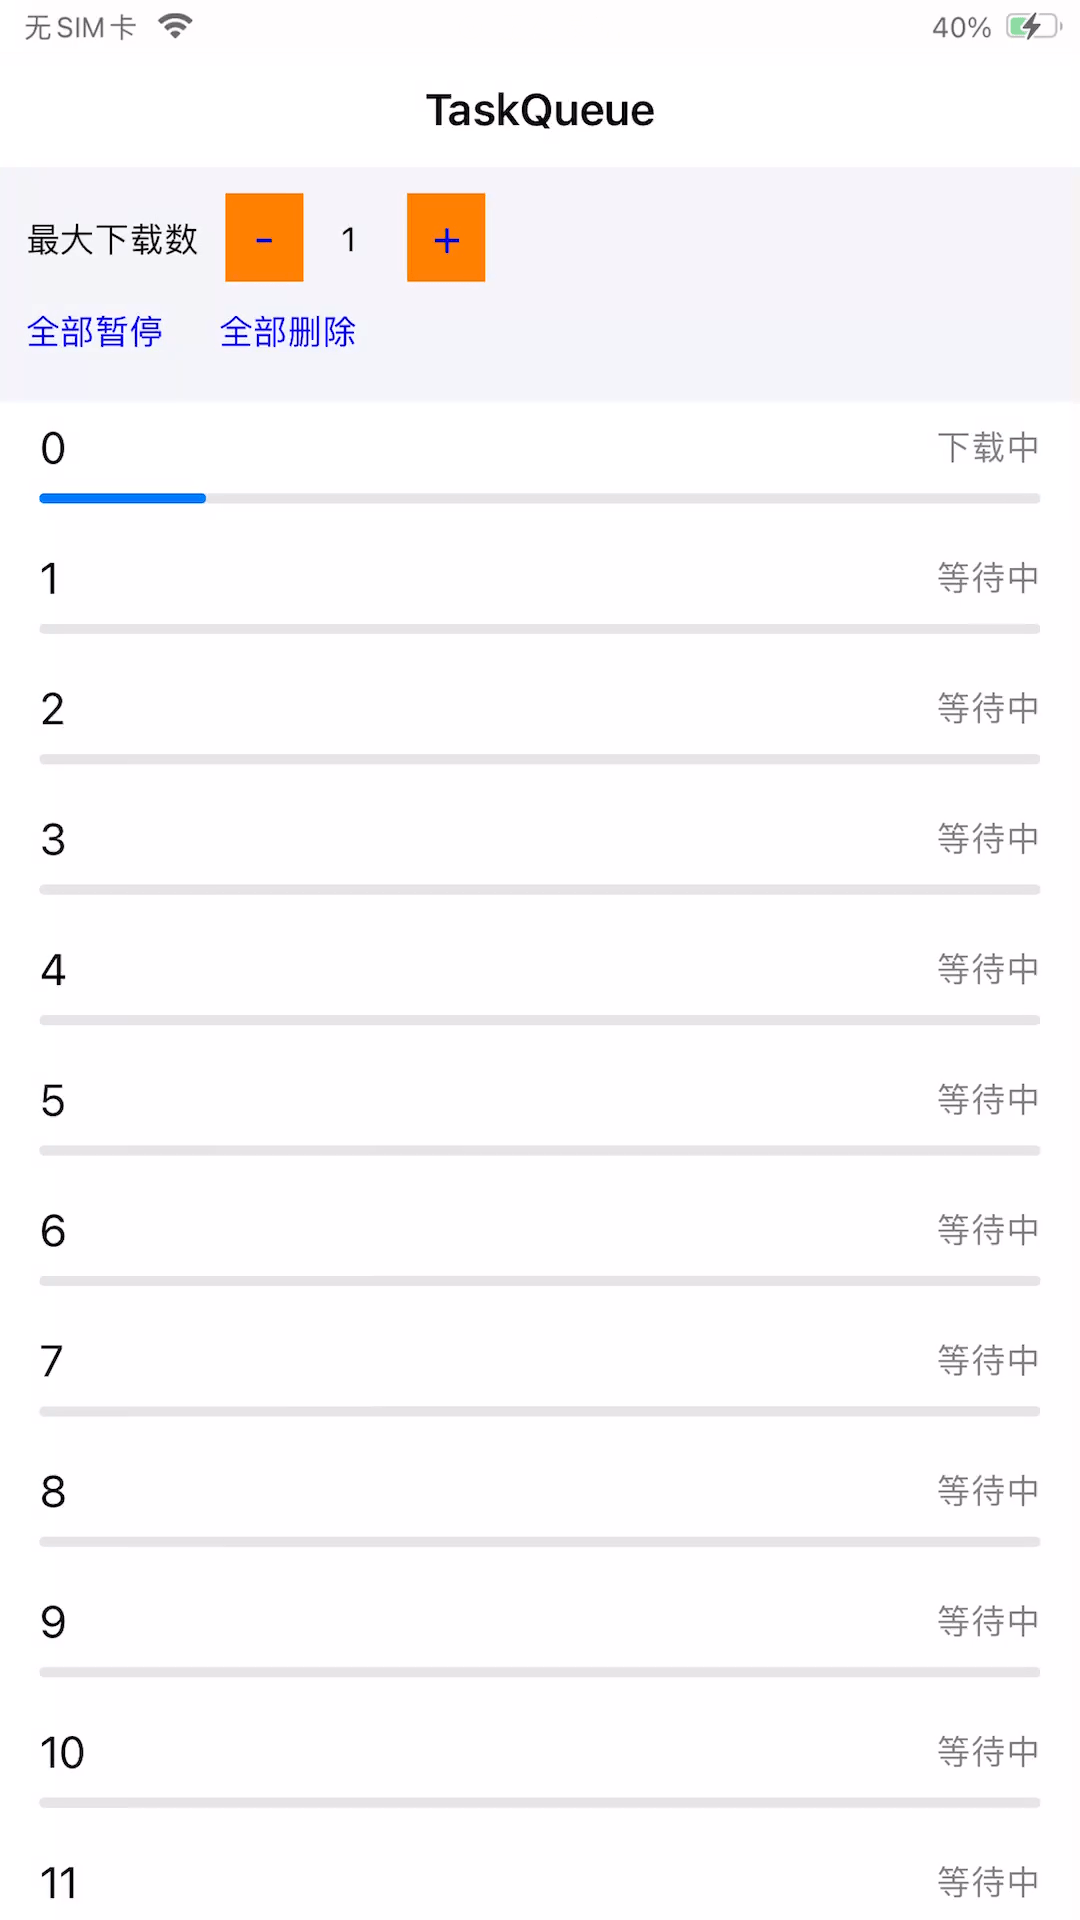 无SIM卡 40%
TaskQueue
最大下载数 - 1 +
全部暂停 全部删除
0 下载中
1 等待中
2 等待中
3 等待中
4 等待中
5 等待中
6 等待中
7 等待中
8 等待中
9 等待中
10 等待中
11 等待中